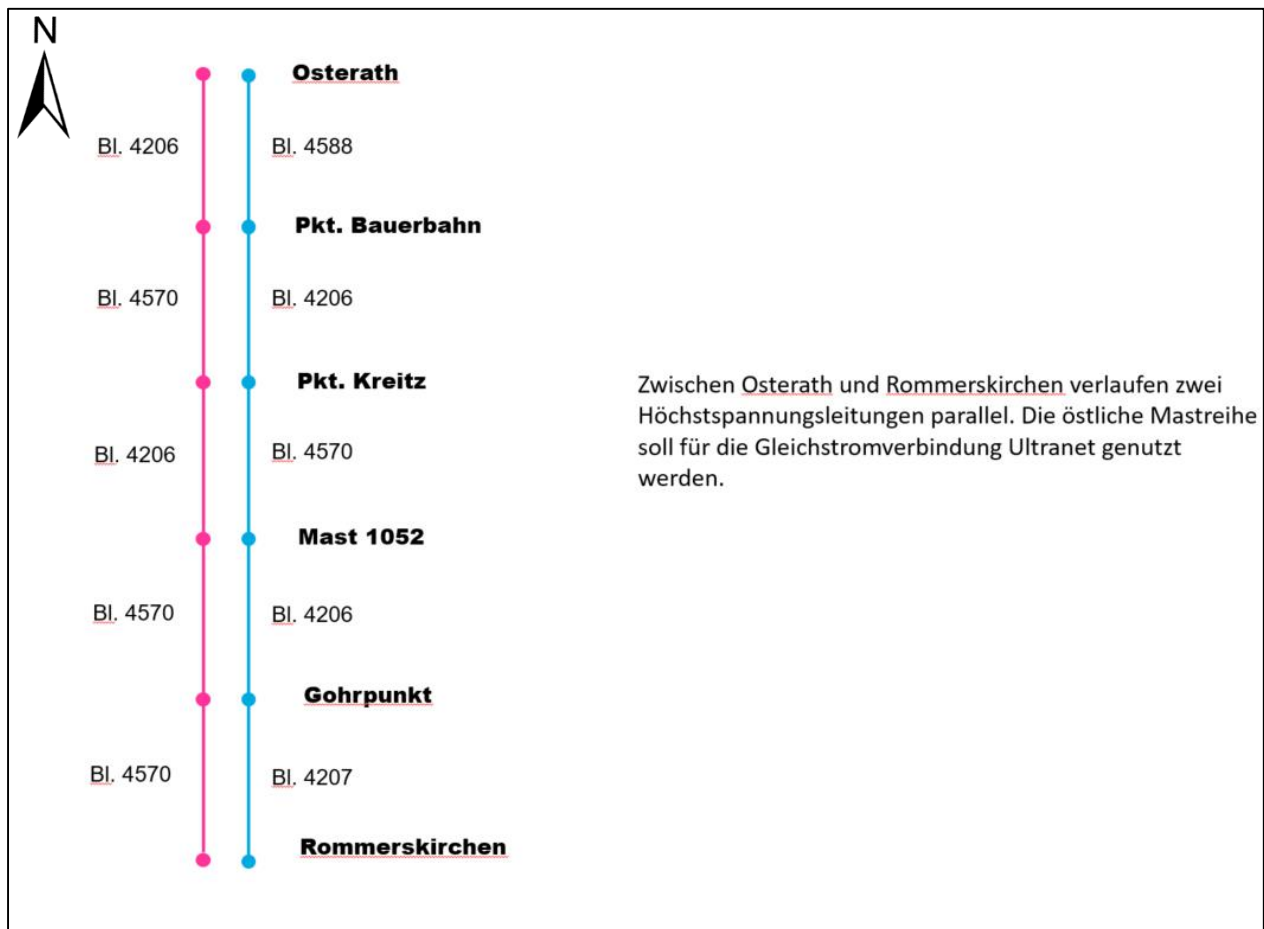 N
Osterath
Bl. 4206
Bl. 4588
Pkt. Bauerbahn
Bl. 4570
Bl. 4206
Pkt. Kreitz
Bl. 4206
Bl. 4570
Mast 1052
Bl. 4570
Bl. 4206
Gohrpunkt
Bl. 4570
Bl. 4207
Rommerskirchen
Zwischen Osterath und Rommerskirchen verlaufen zwei
Höchstspannungsleitungen parallel. Die östliche Mastreihe
soll für die Gleichstromverbindung Ultranet genutzt
werden.